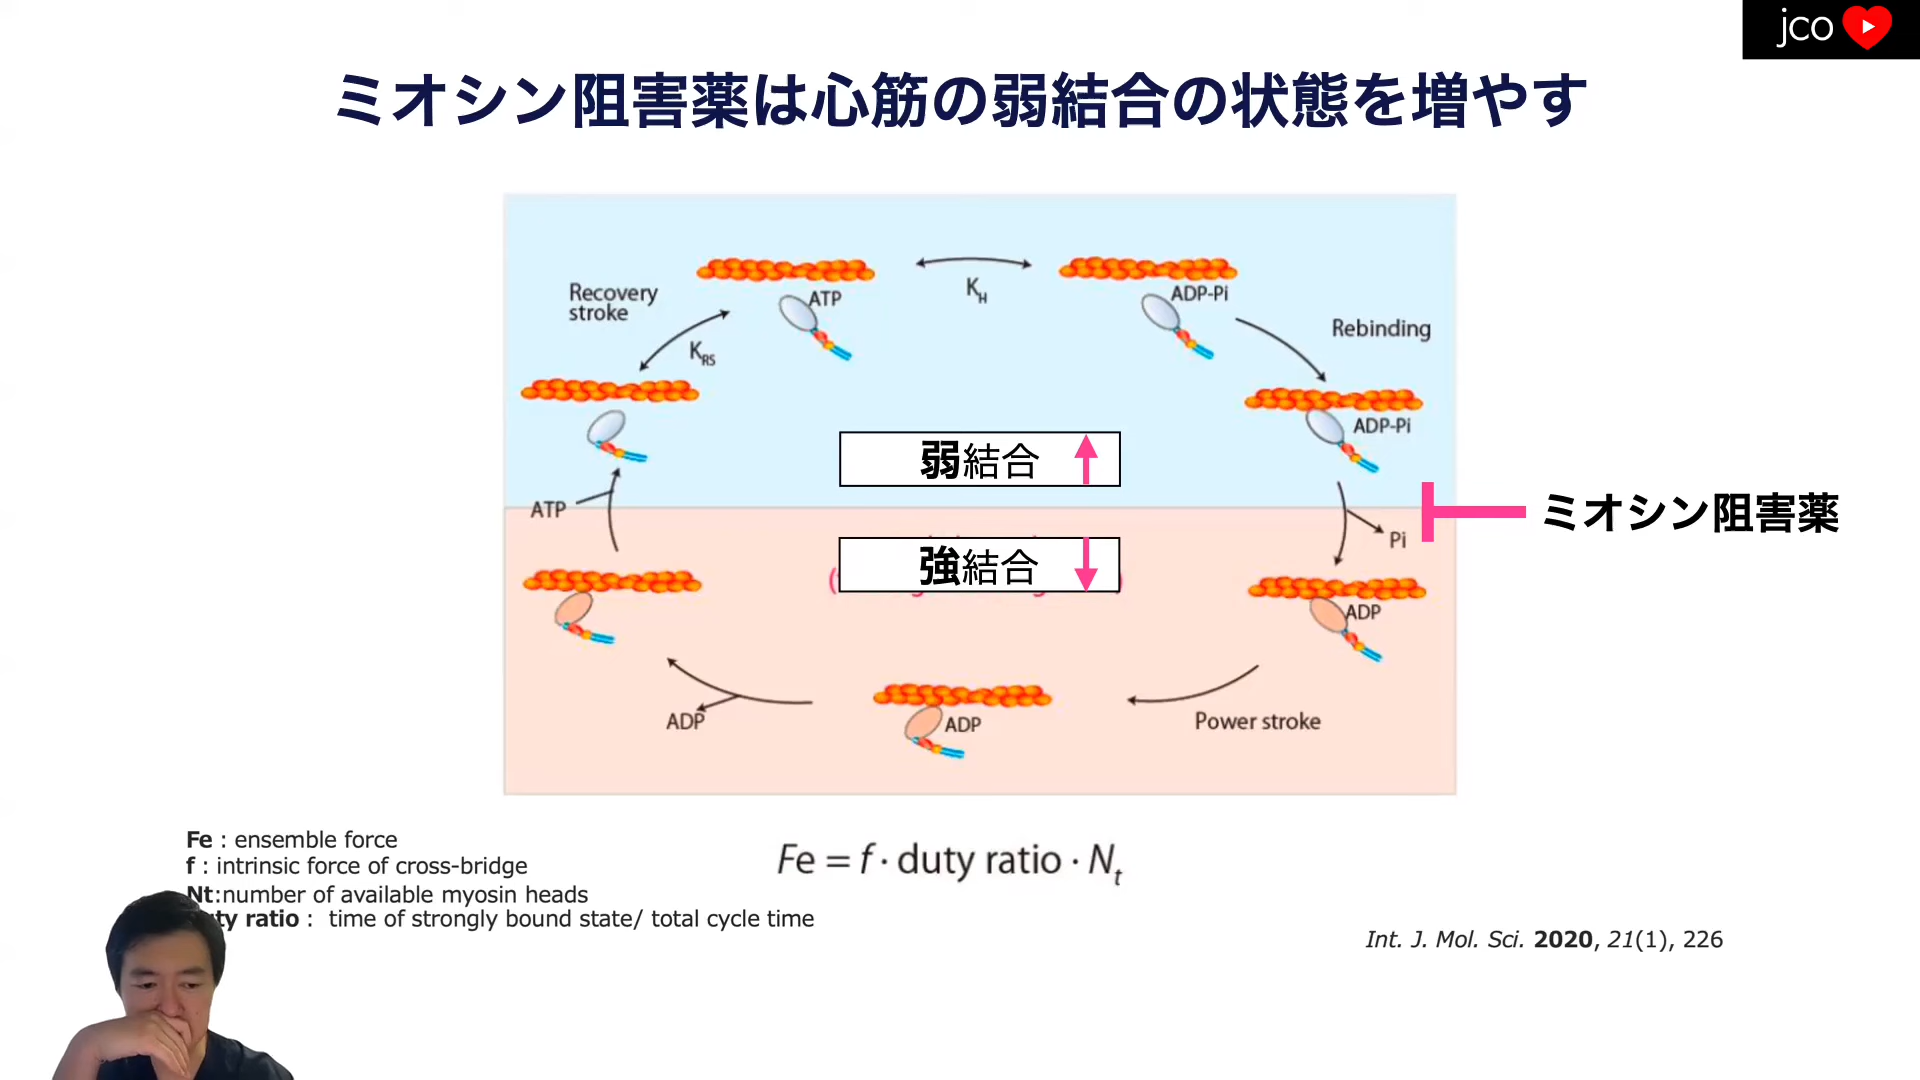 jco
ミオシン阻害薬は心筋の弱結合の状態を増やす
Recovery
stroke
ATP
K_H
ADP-Pi
Rebinding
K_RS
ADP-Pi
弱結合
ATP
ミオシン阻害薬
Pi
強結合
ADP
ADP
ADP
Power stroke
Fe : ensemble force
f : intrinsic force of cross-bridge
Nt:number of available myosin heads
ty ratio : time of strongly bound state/ total cycle time
Fe = f · duty ratio · N_t
Int. J. Mol. Sci. 2020, 21(1), 226